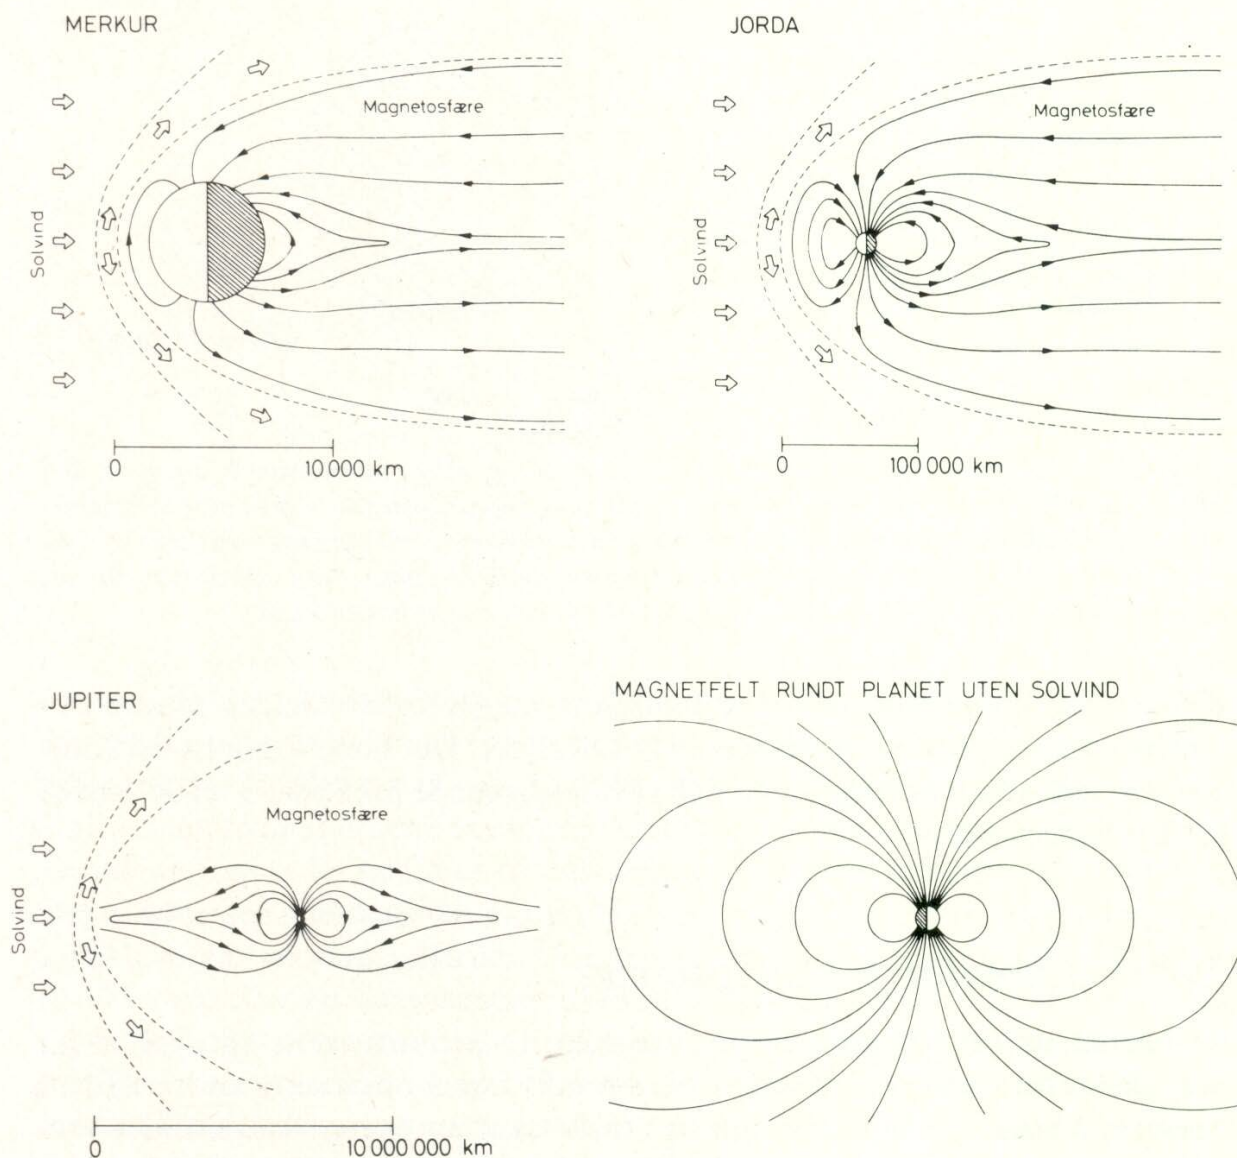 MERKUR
Magnetosfære
Solvind
0 10 000 km
JORDA
Magnetosfære
Solvind
0 100 000 km
JUPITER
Magnetosfære
Solvind
0 10 000 000 km
MAGNETFELT RUNDT PLANET UTEN SOLVIND